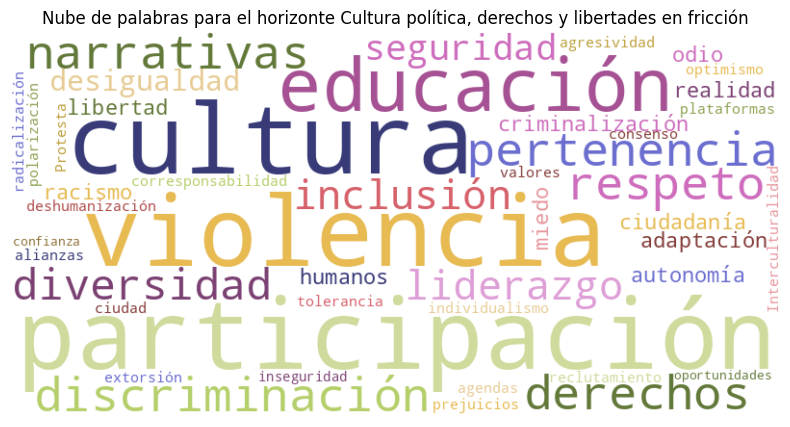 Nube de palabras para el horizonte Cultura política, derechos y libertades en fricción
narrativas
seguridad
agresividad
odio
optimismo
desigualdad
educación
realidad
radicalización
polarización
Protesta
libertad
plataformas
cultura
criminalización
consenso
pertenencia
valores
racismo
corresponsabilidad
inclusión
respeto
deshumanización
violencia
miedo
ciudadanía
Interculturalidad
confianza
alianzas
adaptación
diversidad
humanos
liderazgo
autonomía
ciudad
tolerancia
individualismo
participación
extorsión
inseguridad
agendas
reclutamiento
oportunidades
discriminación
prejuicios
derechos